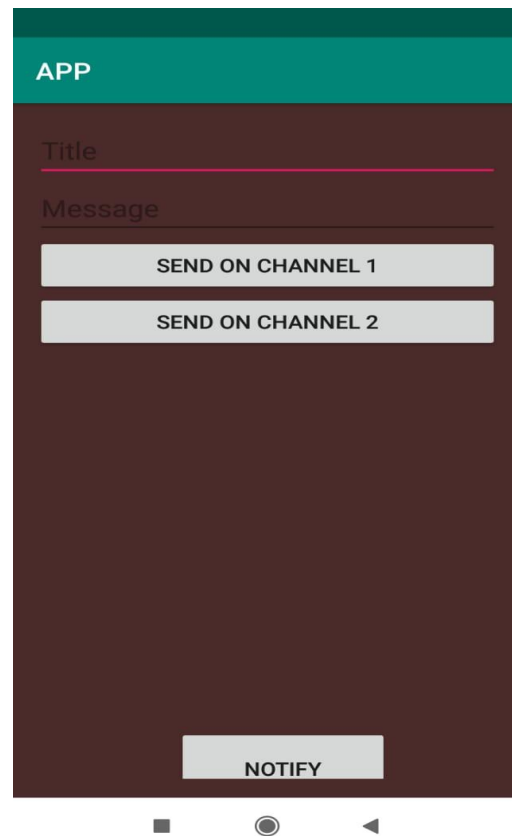 APP
Title
Message
SEND ON CHANNEL 1
SEND ON CHANNEL 2
NOTIFY